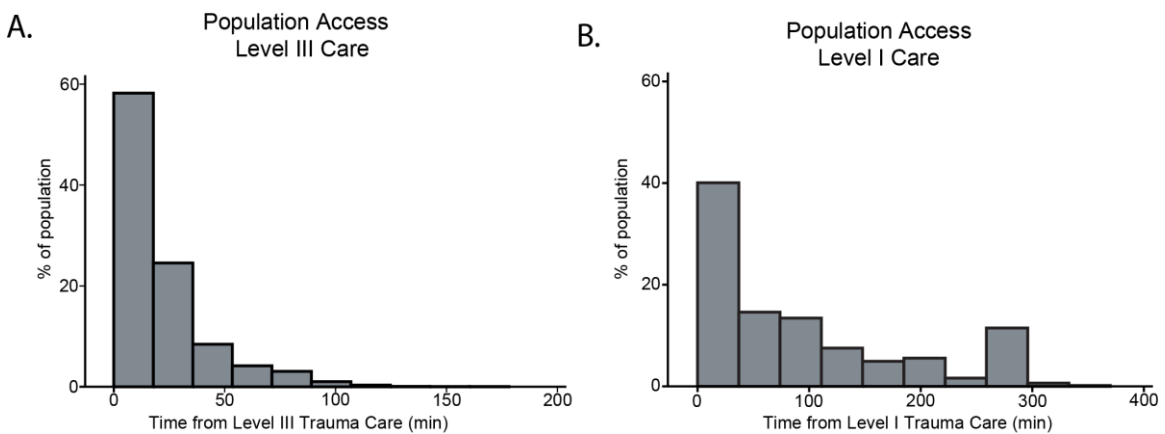 A.
Population Access
Level III Care
% of population
60
40
20
0
0
50
100
150
200
Time from Level III Trauma Care (min)
B.
Population Access
Level I Care
% of population
60
40
20
0
0
100
200
300
400
Time from Level I Trauma Care (min)